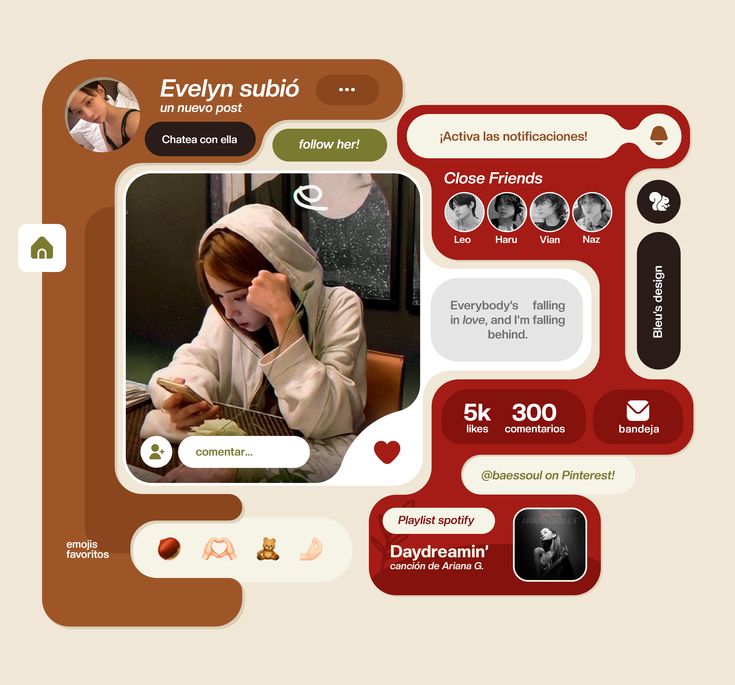 Evelyn subió
un nuevo post
Chatea con ella
follow her!
¡Activa las notificaciones!
Close Friends
Leo
Haru
Vian
Naz
Everybody's falling
in love, and I'm falling
behind.
Bleu's design
5k
likes
300
comentarios
bandeja
comentar...
@baessoul on Pinterest!
Playlist spotify
Daydreamin'
canción de Ariana G.
ARIANA GRANDE
emojis
favoritos